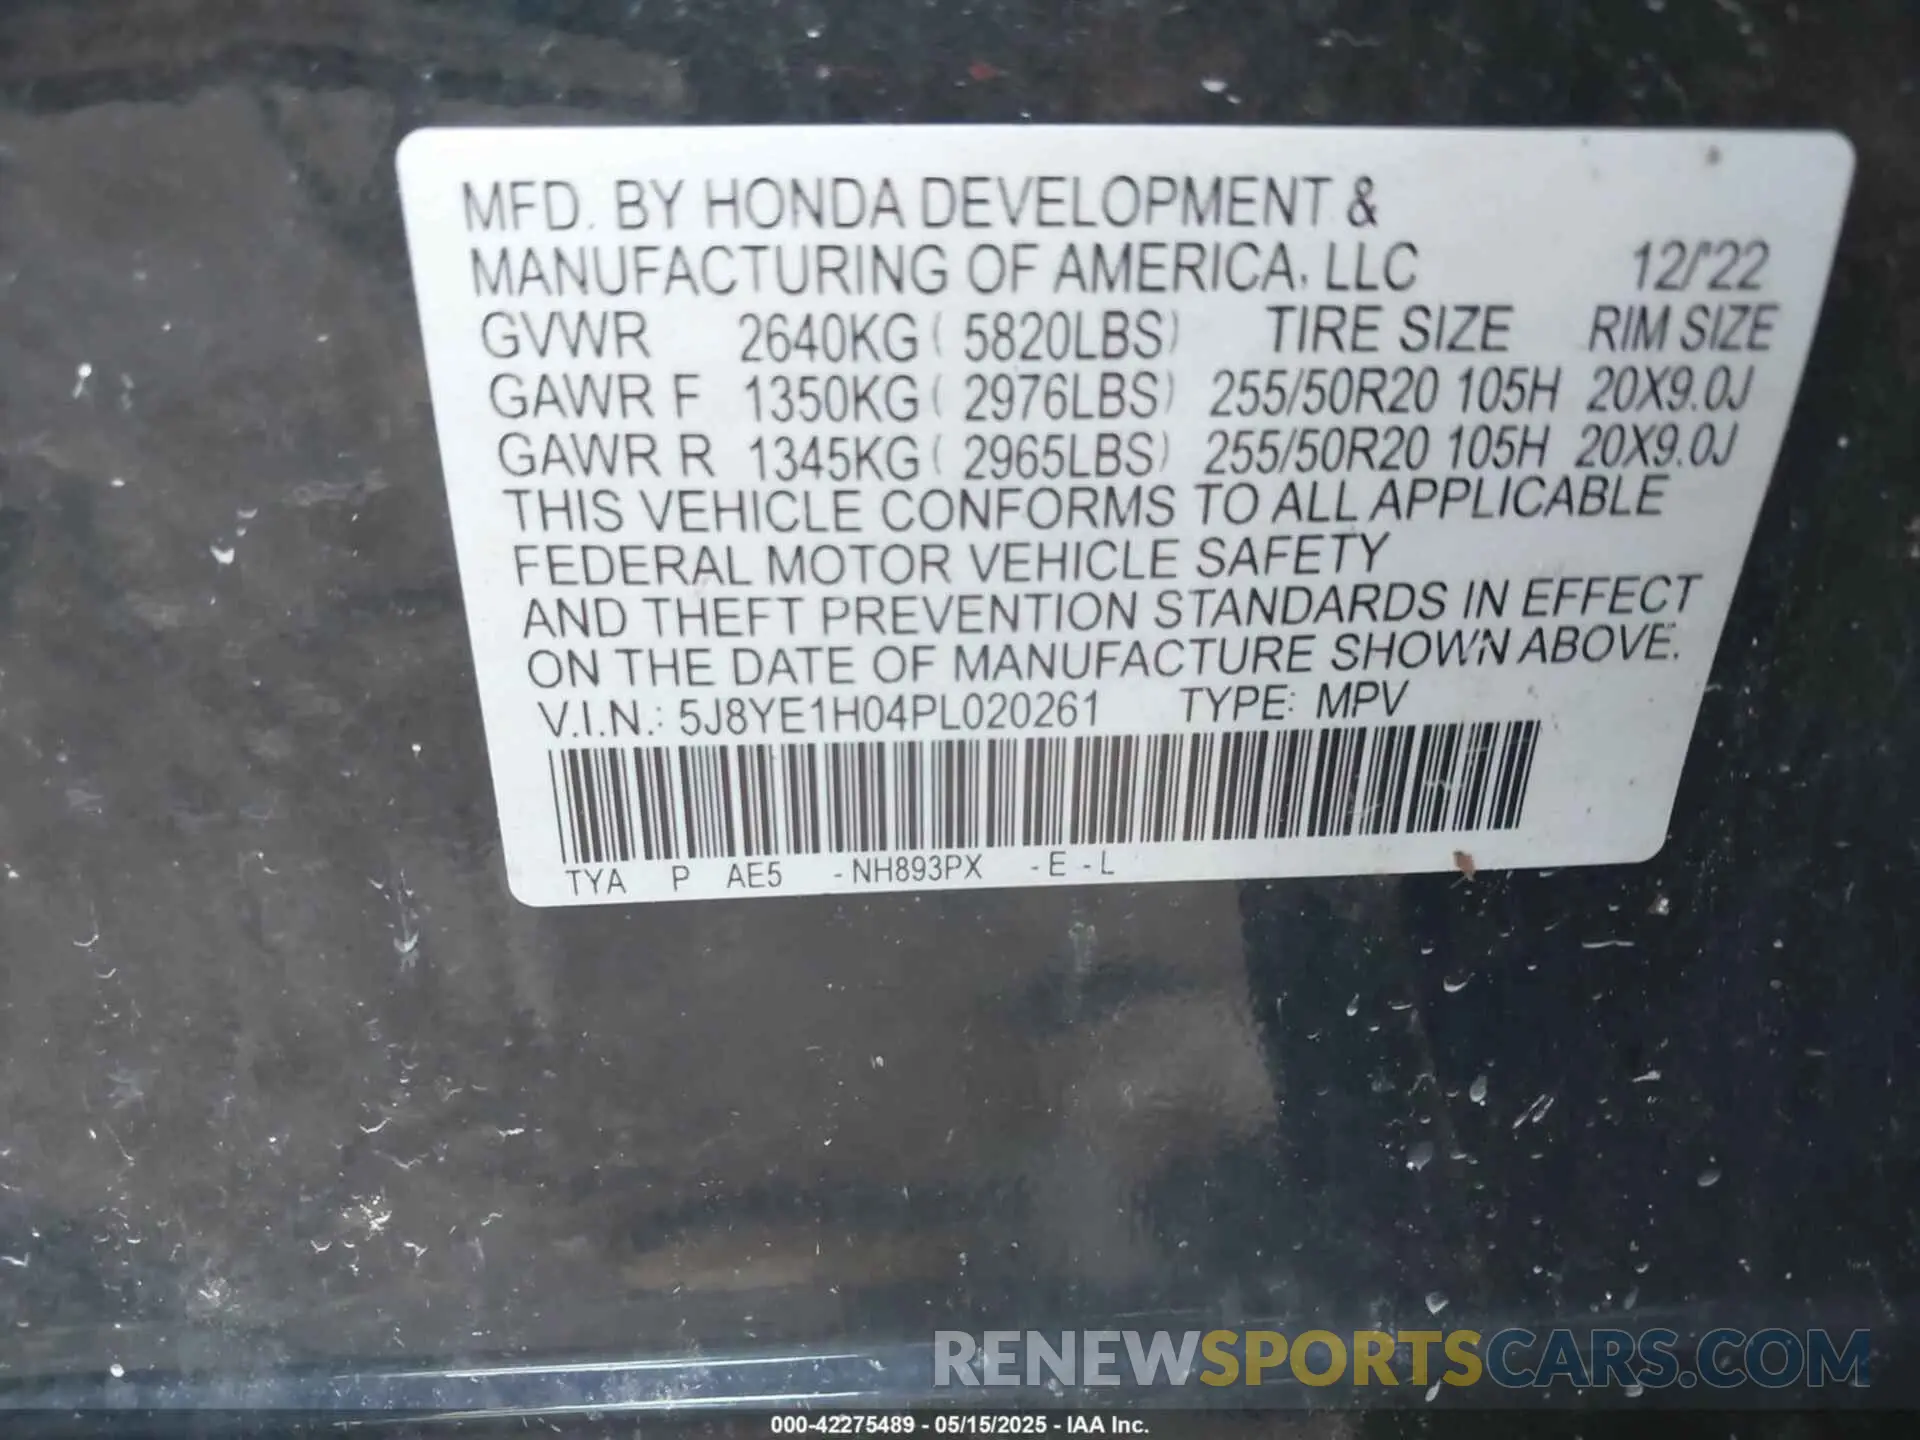 MFD. BY HONDA DEVELOPMENT &
MANUFACTURING OF AMERICA, LLC 12/'22
GVWR 2640KG ( 5820LBS) TIRE SIZE RIM SIZE
GAWR F 1350KG ( 2976LBS) 255/50R20 105H 20X9.0J
GAWR R 1345KG ( 2965LBS) 255/50R20 105H 20X9.0J
THIS VEHICLE CONFORMS TO ALL APPLICABLE
FEDERAL MOTOR VEHICLE SAFETY
AND THEFT PREVENTION STANDARDS IN EFFECT
ON THE DATE OF MANUFACTURE SHOWN ABOVE.
V.I.N.: 5J8YE1H04PL020261 TYPE: MPV
TYA P AE5 - NH893PX - E - L
RENEWSPORTSCARS.COM
000-42275489 - 05/15/2025 - IAA Inc.